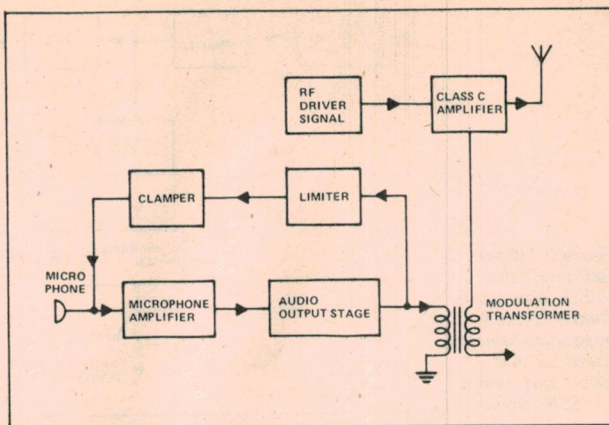 RF
DRIVER
SIGNAL
CLASS C
AMPLIFIER
CLAMPER
LIMITER
MICRO
PHONE
MICROPHONE
AMPLIFIER
AUDIO
OUTPUT STAGE
MODULATION
TRANSFORMER